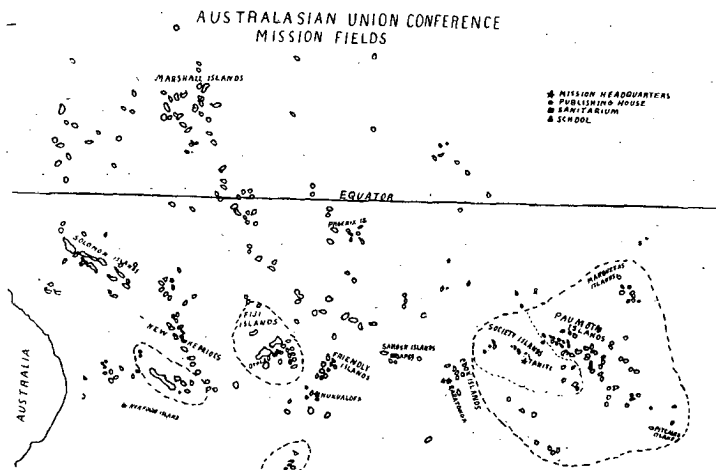 AUSTRALASIAN UNION CONFERENCE
MISSION FIELDS
MARSHALL ISLANDS
MISSION HEADQUARTERS
PUBLISHING HOUSE
SANITARIUM
SCHOOL
EQUATOR
PHOENIX IS
SOLOMON ISLANDS
MARQUESAS
ISLANDS
FIJI
ISLANDS
NEW HEBRIDES
PAUMOTU
ISLANDS
SOCIETY ISLANDS
TAHITI
FRIENDLY
ISLANDS
ISLANDS
APIA
COOK ISLANDS
RARATONGA
NUKUALOFA
AUSTRALIA
ISLAND
PITCAIRN
ISLAND